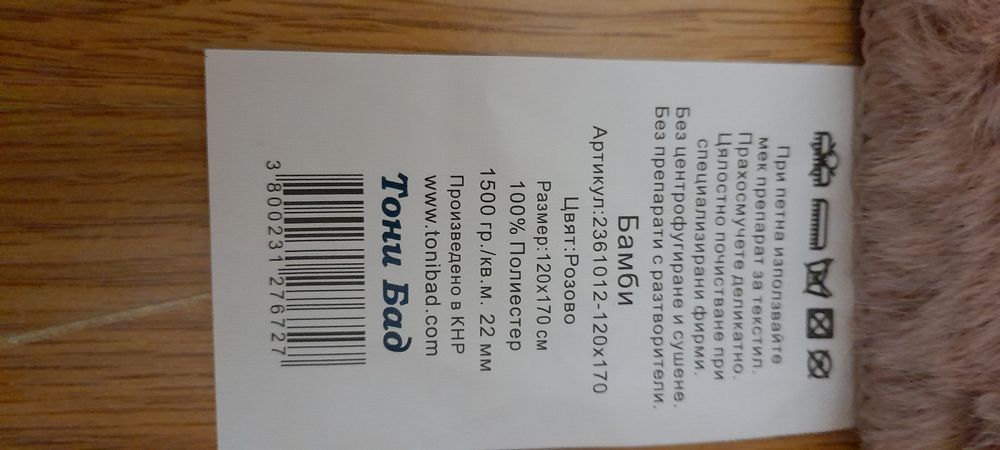 При петна използвайте
мек препарат за текстил.
Прахосмучете деликатно.
Цялостно почистване при
специализирани фирми.
Без центрофугиране и сушене.
Без препарати с разтворители.
Бамби
Артикул:2361012-120x170
Цвят:Розово
Размер:120x170 см
100% Полиестер
1500 гр./кв.м. 22 мм
Произведено в КНР
www.tonibad.com
Тони Бад
3 800231 276727